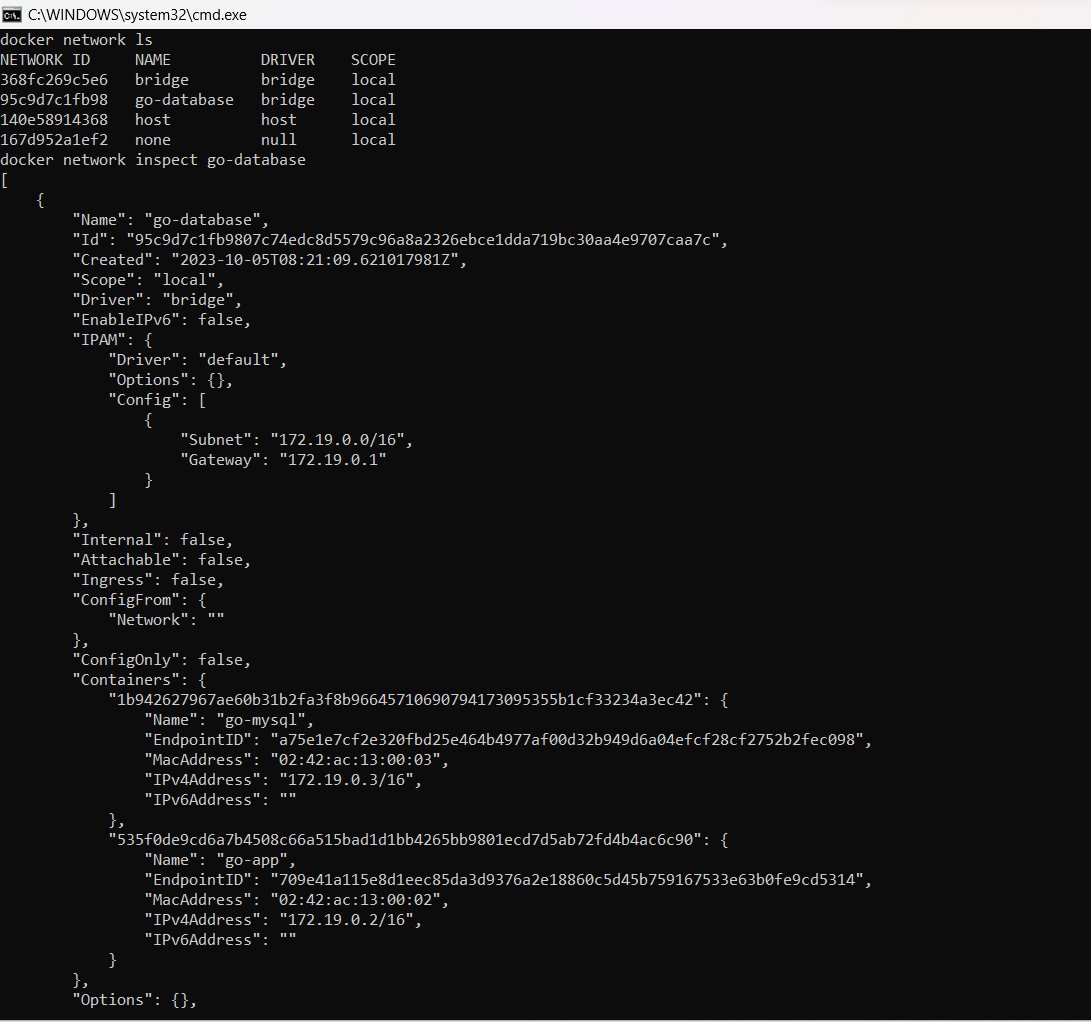 C:\WINDOWS\system32\cmd.exe
docker network ls
NETWORK ID     NAME          DRIVER    SCOPE
368fc269c5e6   bridge        bridge    local
95c9d7c1fb98   go-database   bridge    local
140e58914368   host          host      local
167d952a1ef2   none          null      local
docker network inspect go-database
[
    {
        "Name": "go-database",
        "Id": "95c9d7c1fb9807c74edc8d5579c96a8a2326ebce1dda719bc30aa4e9707caa7c",
        "Created": "2023-10-05T08:21:09.621017981Z",
        "Scope": "local",
        "Driver": "bridge",
        "EnableIPv6": false,
        "IPAM": {
            "Driver": "default",
            "Options": {},
            "Config": [
                {
                    "Subnet": "172.19.0.0/16",
                    "Gateway": "172.19.0.1"
                }
            ]
        },
        "Internal": false,
        "Attachable": false,
        "Ingress": false,
        "ConfigFrom": {
            "Network": ""
        },
        "ConfigOnly": false,
        "Containers": {
            "1b942627967ae60b31b2fa3f8b96645710690794173095355b1cf33234a3ec42": {
                "Name": "go-mysql",
                "EndpointID": "a75e1e7cf2e320fbd25e464b4977af00d32b949d6a04efcf28cf2752b2fec098",
                "MacAddress": "02:42:ac:13:00:03",
                "IPv4Address": "172.19.0.3/16",
                "IPv6Address": ""
            },
            "535f0de9cd6a7b4508c66a515bad1d1bb4265bb9801ecd7d5ab72fd4b4ac6c90": {
                "Name": "go-app",
                "EndpointID": "709e41a115e8d1eec85da3d9376a2e18860c5d45b759167533e63b0fe9cd5314",
                "MacAddress": "02:42:ac:13:00:02",
                "IPv4Address": "172.19.0.2/16",
                "IPv6Address": ""
            }
        },
        "Options": {},